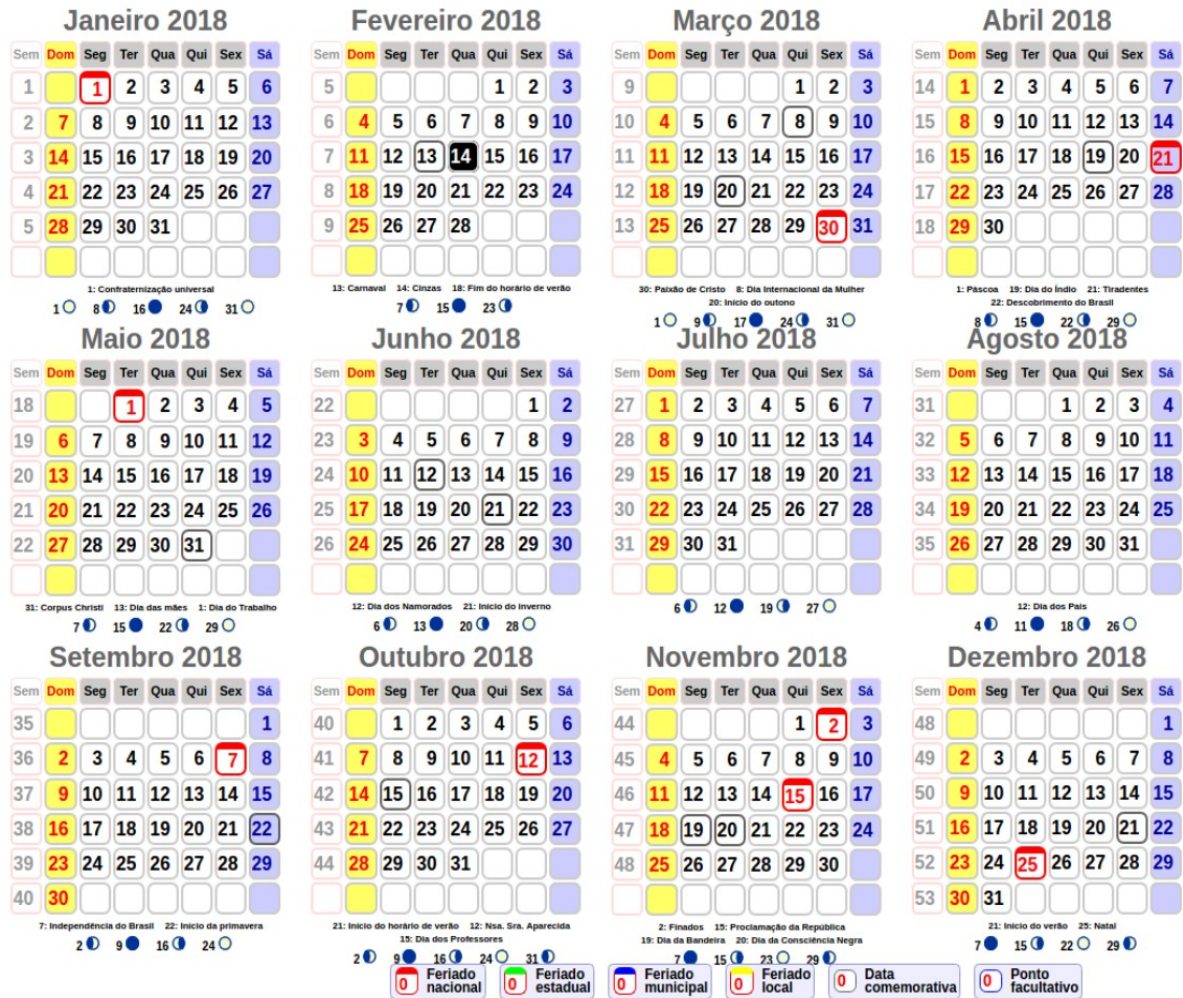 Janeiro 2018
Sem Dom Seg Ter Qua Qui Sex Sá
1 1 2 3 4 5 6
2 7 8 9 10 11 12 13
3 14 15 16 17 18 19 20
4 21 22 23 24 25 26 27
5 28 29 30 31
1: Confraternização universal
1 8 16 24 31
Fevereiro 2018
Sem Dom Seg Ter Qua Qui Sex Sá
5 1 2 3
6 4 5 6 7 8 9 10
7 11 12 13 14 15 16 17
8 18 19 20 21 22 23 24
9 25 26 27 28
13: Carnaval 14: Cinzas 18: Fim do horário de verão
7 15 23
Março 2018
Sem Dom Seg Ter Qua Qui Sex Sá
9 1 2 3
10 4 5 6 7 8 9 10
11 11 12 13 14 15 16 17
12 18 19 20 21 22 23 24
13 25 26 27 28 29 30 31
30: Paixão de Cristo 8: Dia Internacional da Mulher
20: Início do outono
1 9 17 24 31
Abril 2018
Sem Dom Seg Ter Qua Qui Sex Sá
14 1 2 3 4 5 6 7
15 8 9 10 11 12 13 14
16 15 16 17 18 19 20 21
17 22 23 24 25 26 27 28
18 29 30
1: Páscoa 19: Dia do Índio 21: Tiradentes
22: Descobrimento do Brasil
8 15 22 29
Maio 2018
Sem Dom Seg Ter Qua Qui Sex Sá
18 1 2 3 4 5
19 6 7 8 9 10 11 12
20 13 14 15 16 17 18 19
21 20 21 22 23 24 25 26
22 27 28 29 30 31
31: Corpus Christi 13: Dia das mães 1: Dia do Trabalho
7 15 22 29
Junho 2018
Sem Dom Seg Ter Qua Qui Sex Sá
22 1 2
23 3 4 5 6 7 8 9
24 10 11 12 13 14 15 16
25 17 18 19 20 21 22 23
26 24 25 26 27 28 29 30
12: Dia dos Namorados 21: Início do inverno
6 13 20 28
Julho 2018
Sem Dom Seg Ter Qua Qui Sex Sá
27 1 2 3 4 5 6 7
28 8 9 10 11 12 13 14
29 15 16 17 18 19 20 21
30 22 23 24 25 26 27 28
31 29 30 31
6 12 19 27
Agosto 2018
Sem Dom Seg Ter Qua Qui Sex Sá
31 1 2 3 4
32 5 6 7 8 9 10 11
33 12 13 14 15 16 17 18
34 19 20 21 22 23 24 25
35 26 27 28 29 30 31
12: Dia dos Pais
4 11 18 26
Setembro 2018
Sem Dom Seg Ter Qua Qui Sex Sá
35 1
36 2 3 4 5 6 7 8
37 9 10 11 12 13 14 15
38 16 17 18 19 20 21 22
39 23 24 25 26 27 28 29
40 30
7: Independência do Brasil 22: Início da primavera
2 9 16 24
Outubro 2018
Sem Dom Seg Ter Qua Qui Sex Sá
40 1 2 3 4 5 6
41 7 8 9 10 11 12 13
42 14 15 16 17 18 19 20
43 21 22 23 24 25 26 27
44 28 29 30 31
21: Início do horário de verão 12: Nsa. Sra. Aparecida
15: Dia dos Professores
2 9 16 24 31
Novembro 2018
Sem Dom Seg Ter Qua Qui Sex Sá
44 1 2 3
45 4 5 6 7 8 9 10
46 11 12 13 14 15 16 17
47 18 19 20 21 22 23 24
48 25 26 27 28 29 30
2: Finados 15: Proclamação da República
19: Dia da Bandeira 20: Dia da Consciência Negra
7 15 23 29
Dezembro 2018
Sem Dom Seg Ter Qua Qui Sex Sá
48 1
49 2 3 4 5 6 7 8
50 9 10 11 12 13 14 15
51 16 17 18 19 20 21 22
52 23 24 25 26 27 28 29
53 30 31
21: Início do verão 25: Natal
7 15 22 29
0 Feriado nacional
0 Feriado estadual
0 Feriado municipal
0 Feriado local
0 Data comemorativa
0 Ponto facultativo